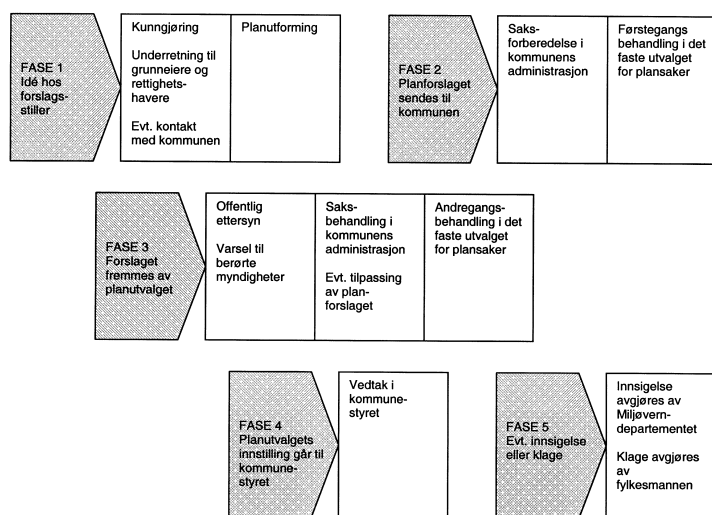 FASE 1
Idé hos
forslags-
stiller
Kunngjøring
Underretning til
grunneiere og
rettighets-
havere
Evt. kontakt
med kommunen
Planutforming
FASE 2
Planforslaget
sendes til
kommunen
Saks-
forberedelse i
kommunens
administrasjon
Førstegangs
behandling i det
faste utvalget
for plansaker
FASE 3
Forslaget
fremmes av
planutvalget
Offentlig
ettersyn
Varsel til
berørte
myndigheter
Saks-
behandling i
kommunens
administrasjon
Evt. tilpassing
av plan-
forslaget
Andregangs-
behandling i det
faste utvalget
for plansaker
FASE 4
Planutvalgets
innstilling går til
kommune-
styret
Vedtak i
kommune-
styret
FASE 5
Evt. innsigelse
eller klage
Innsigelse
avgjøres av
Miljøvern-
departementet
Klage avgjøres
av
fylkesmannen